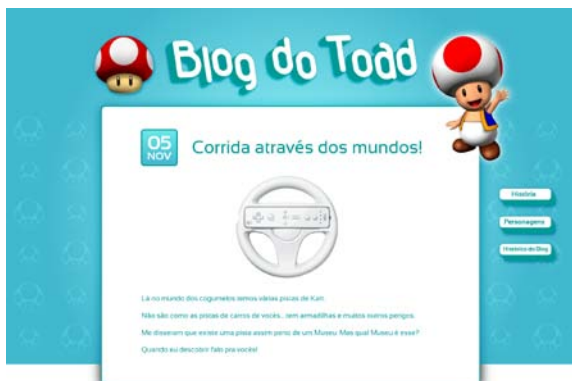 Blog do Toad
05
NOV
Corrida através dos mundos!
História
Personagens
Histórico do Blog
Lá no mundo dos cogumelos temos várias pistas de Kart.
Não são como as pistas de carros de vocês... tem armadilhas e muitos outros perigos.
Me disseram que existe uma pista assim perto de um Museu. Mas qual Museu é esse?
Quando eu descobrir falo pra vocês!